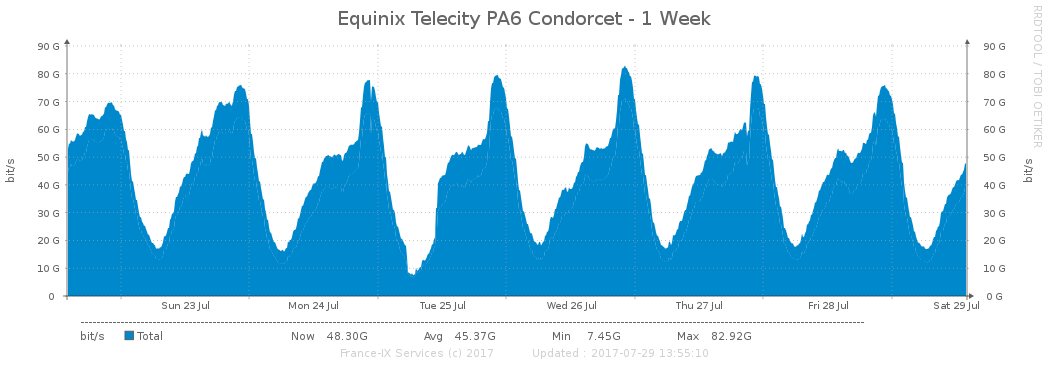 Equinix Telecity PA6 Condorcet - 1 Week
RRDTOOL / TOBI OETIKER
bit/s
90 G
80 G
70 G
60 G
50 G
40 G
30 G
20 G
10 G
0
90 G
80 G
70 G
60 G
50 G
40 G
30 G
20 G
10 G
0 G
bit/s
Sun 23 Jul Mon 24 Jul Tue 25 Jul Wed 26 Jul Thu 27 Jul Fri 28 Jul Sat 29 Jul
bit/s Total Now 48.30G Avg 45.37G Min 7.45G Max 82.92G
France-IX Services (c) 2017 Updated : 2017-07-29 13:55:10